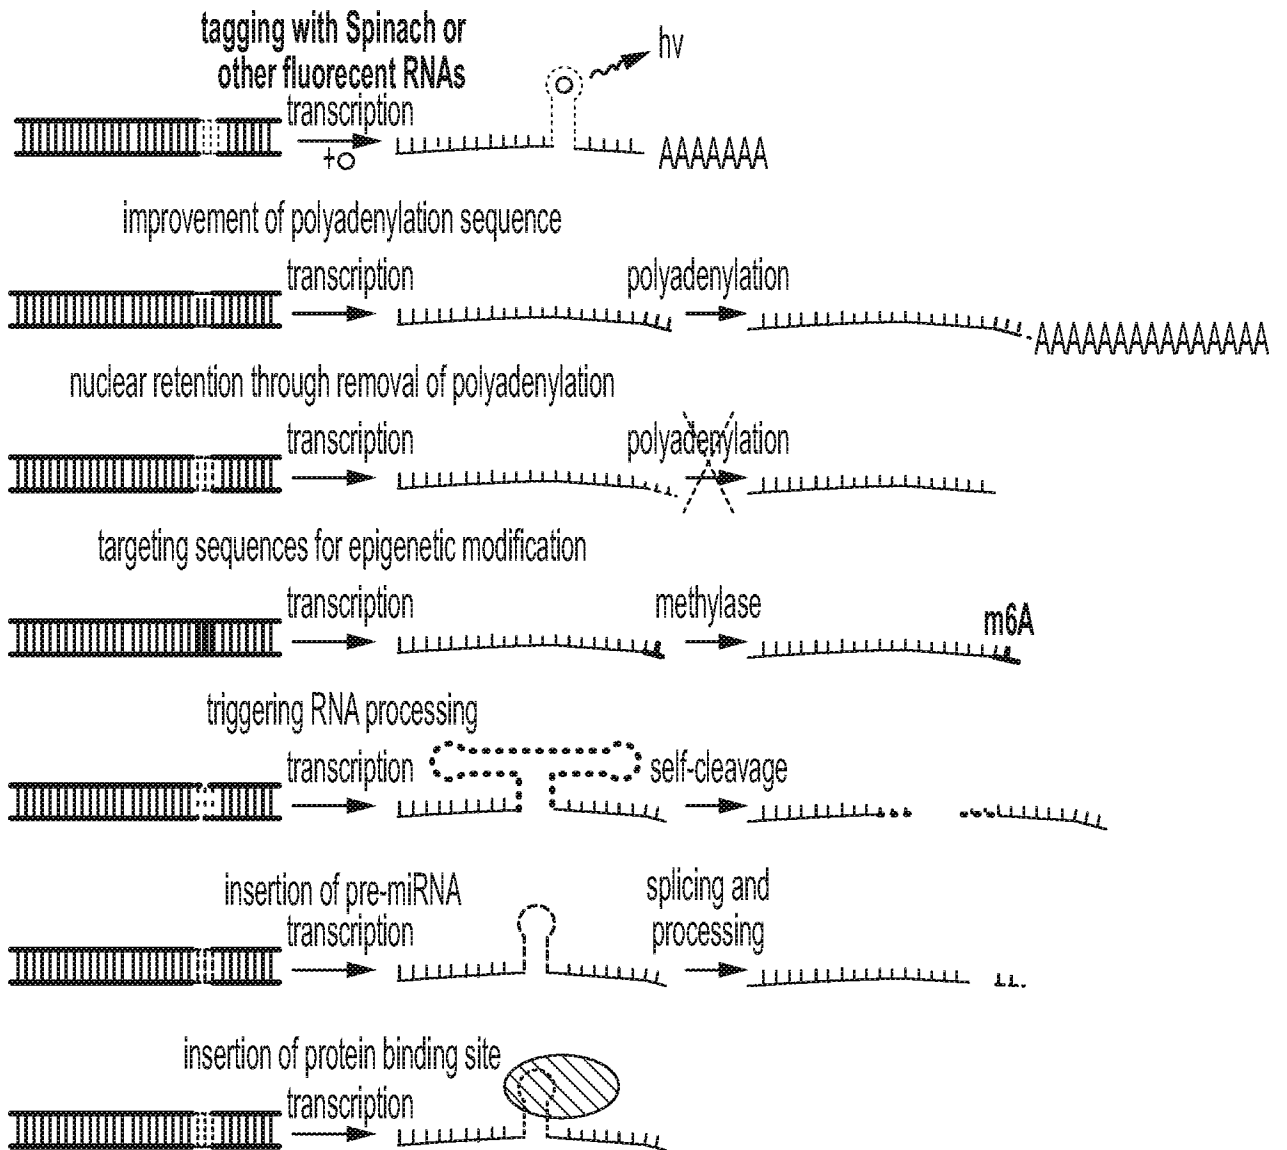 tagging with Spinach or
other fluorecent RNAs
hv
transcription
+o
AAAAAAA
improvement of polyadenylation sequence
transcription
polyadenylation
AAAAAAAAAAAAAAA
nuclear retention through removal of polyadenylation
transcription
polyadenylation
targeting sequences for epigenetic modification
transcription
methylase
m6A
triggering RNA processing
transcription
self-cleavage
insertion of pre-miRNA
transcription
splicing and
processing
insertion of protein binding site
transcription